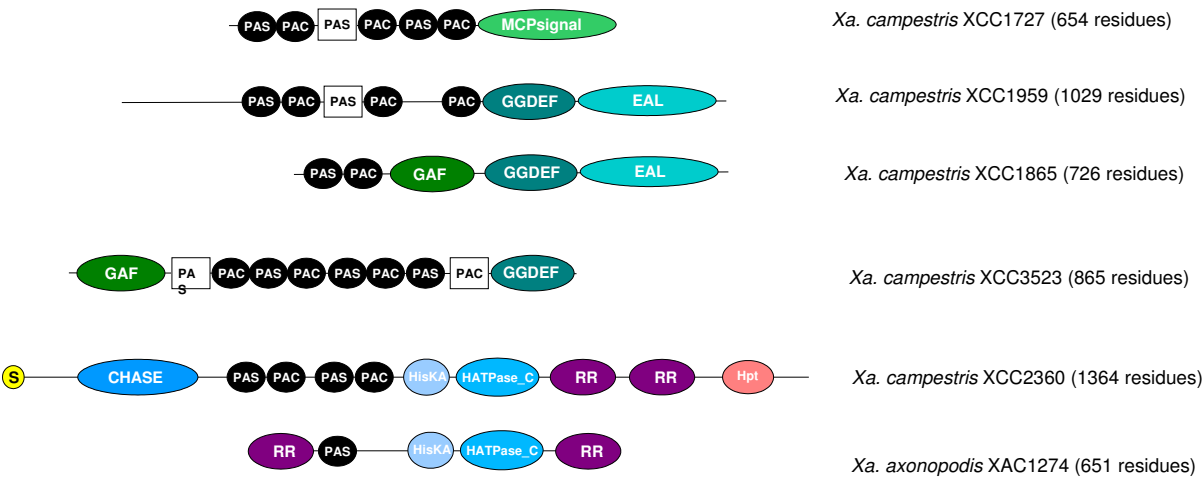 PAS PAC PAS PAC PAS PAC MCPsignal Xa. campestris XCC1727 (654 residues)
PAS PAC PAS PAC PAC GGDEF EAL Xa. campestris XCC1959 (1029 residues)
PAS PAC GAF GGDEF EAL Xa. campestris XCC1865 (726 residues)
GAF PA S PAC PAS PAC PAS PAC PAS PAC GGDEF Xa. campestris XCC3523 (865 residues)
S CHASE PAS PAC PAS PAC HisKA HATPase_C RR RR Hpt Xa. campestris XCC2360 (1364 residues)
RR PAS HisKA HATPase_C RR Xa. axonopodis XAC1274 (651 residues)